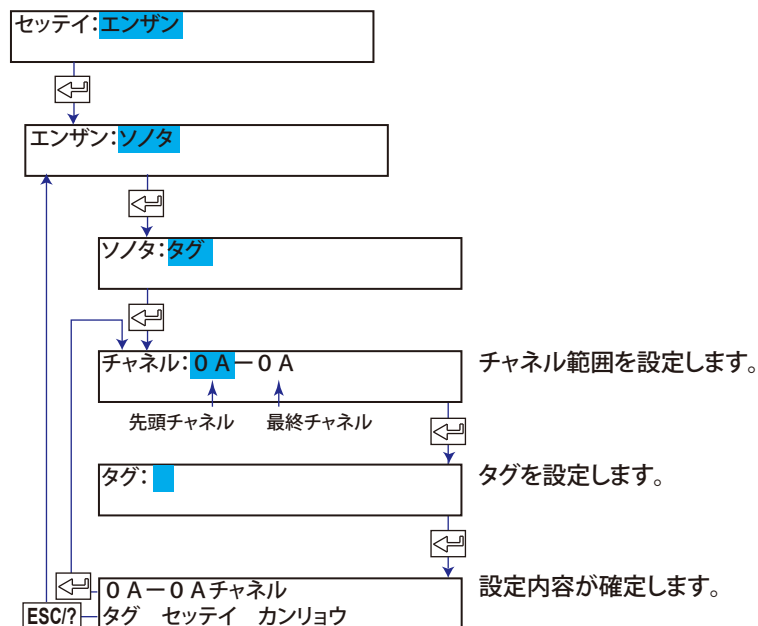 セッテイ：エンザン
エンザン：ソノタ
ソノタ：タグ
チャネル：０Ａ－０Ａ
チャネル範囲を設定します。
先頭チャネル
最終チャネル
タグ：
タグを設定します。
０Ａ－０Ａチャネル
設定内容が確定します。
ESC/?
タグ　セッテイ　カンリョウ